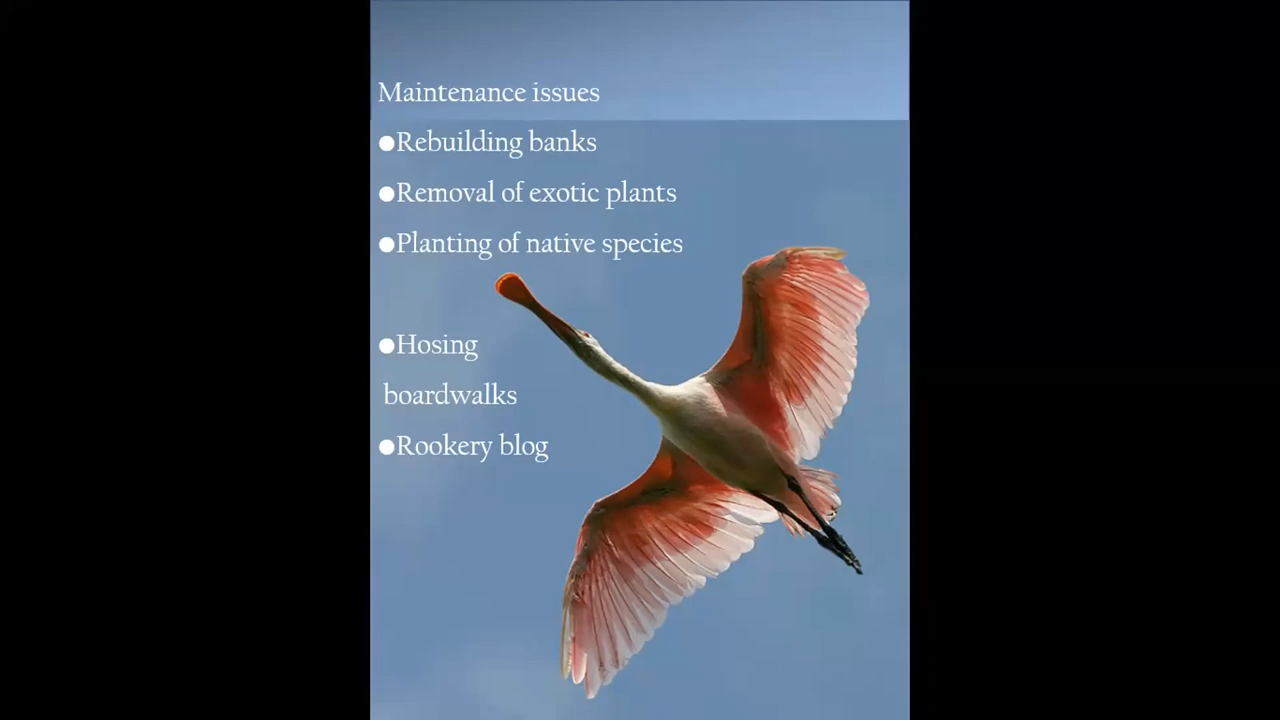 Maintenance issues
●Rebuilding banks
●Removal of exotic plants
●Planting of native species
●Hosing
boardwalks
●Rookery blog